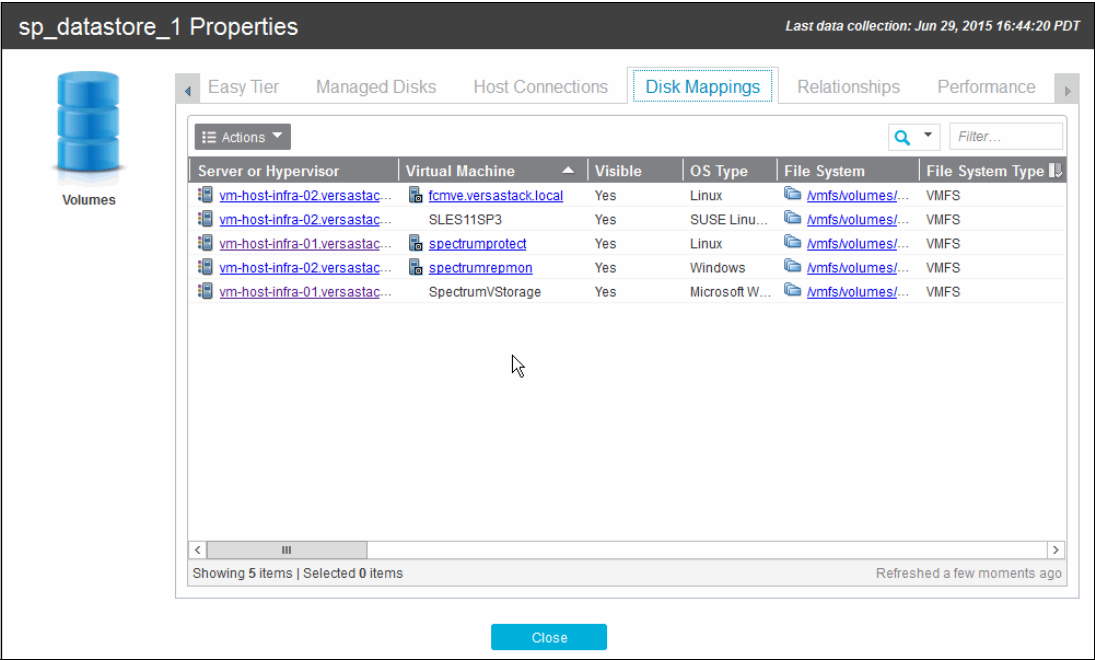 sp_datastore_1 Properties Last data collection: Jun 29, 2015 16:44:20 PDT
Easy Tier Managed Disks Host Connections Disk Mappings Relationships Performance
Actions Filter...
Server or Hypervisor Virtual Machine Visible OS Type File System File System Type
vm-host-infra-02.versastac... fcmve.versastack.local Yes Linux /vmfs/volumes/... VMFS
Volumes
vm-host-infra-02.versastac... SLES11SP3 Yes SUSE Linu... /vmfs/volumes/... VMFS
vm-host-infra-01.versastac... spectrumprotect Yes Linux /vmfs/volumes/... VMFS
vm-host-infra-02.versastac... spectrumrepmon Yes Windows /vmfs/volumes/... VMFS
vm-host-infra-01.versastac... SpectrumVStorage Yes Microsoft W... /vmfs/volumes/... VMFS
Showing 5 items | Selected 0 items Refreshed a few moments ago
Close